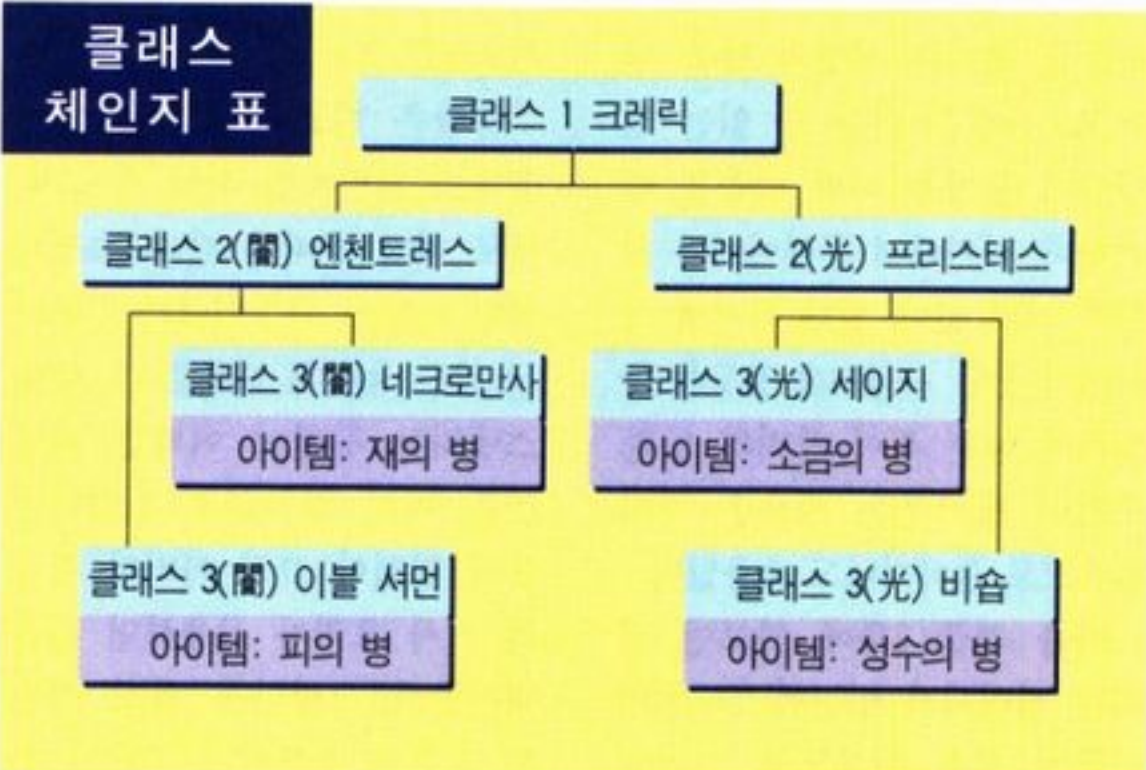 클래스
체인지 표
클래스 1 크레릭
클래스 2(闇) 엔첸트레스
클래스 2(光) 프리스테스
클래스 3(闇) 네크로만사
아이템: 재의 병
클래스 3(光) 세이지
아이템: 소금의 병
클래스 3(闇) 이블 셔먼
아이템: 피의 병
클래스 3(光) 비숍
아이템: 성수의 병